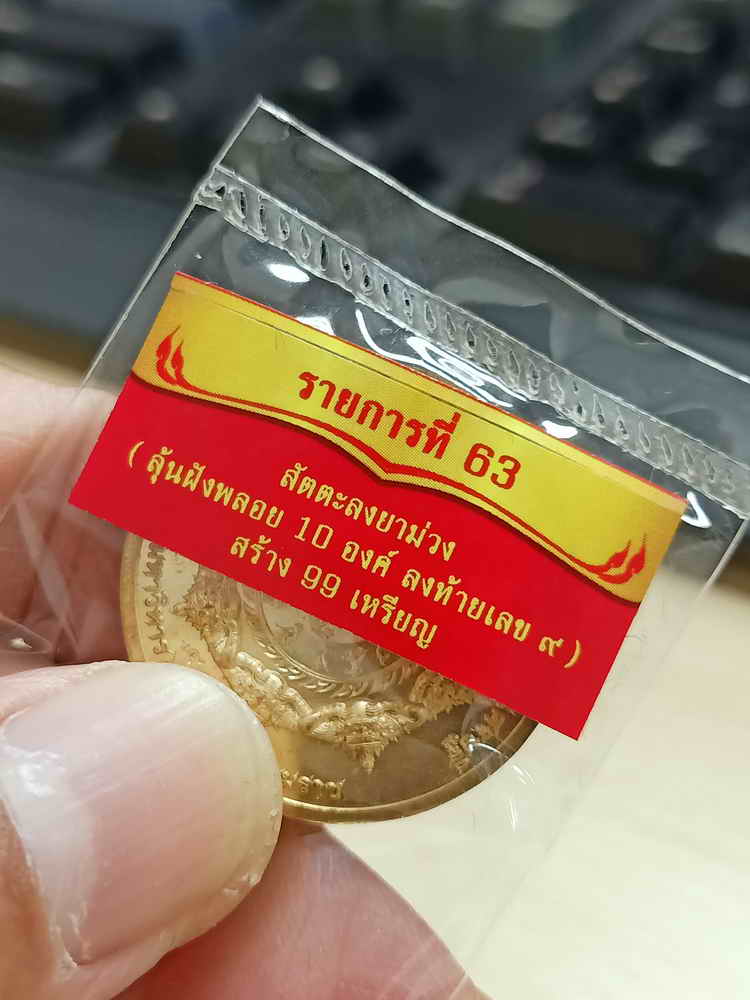 รายการที่ 63
สัตตะลงยาม่วง
( ลุ้นฝังพลอย 10 องค์ ลงท้ายเลข ๙ )
สร้าง 99 เหรียญ